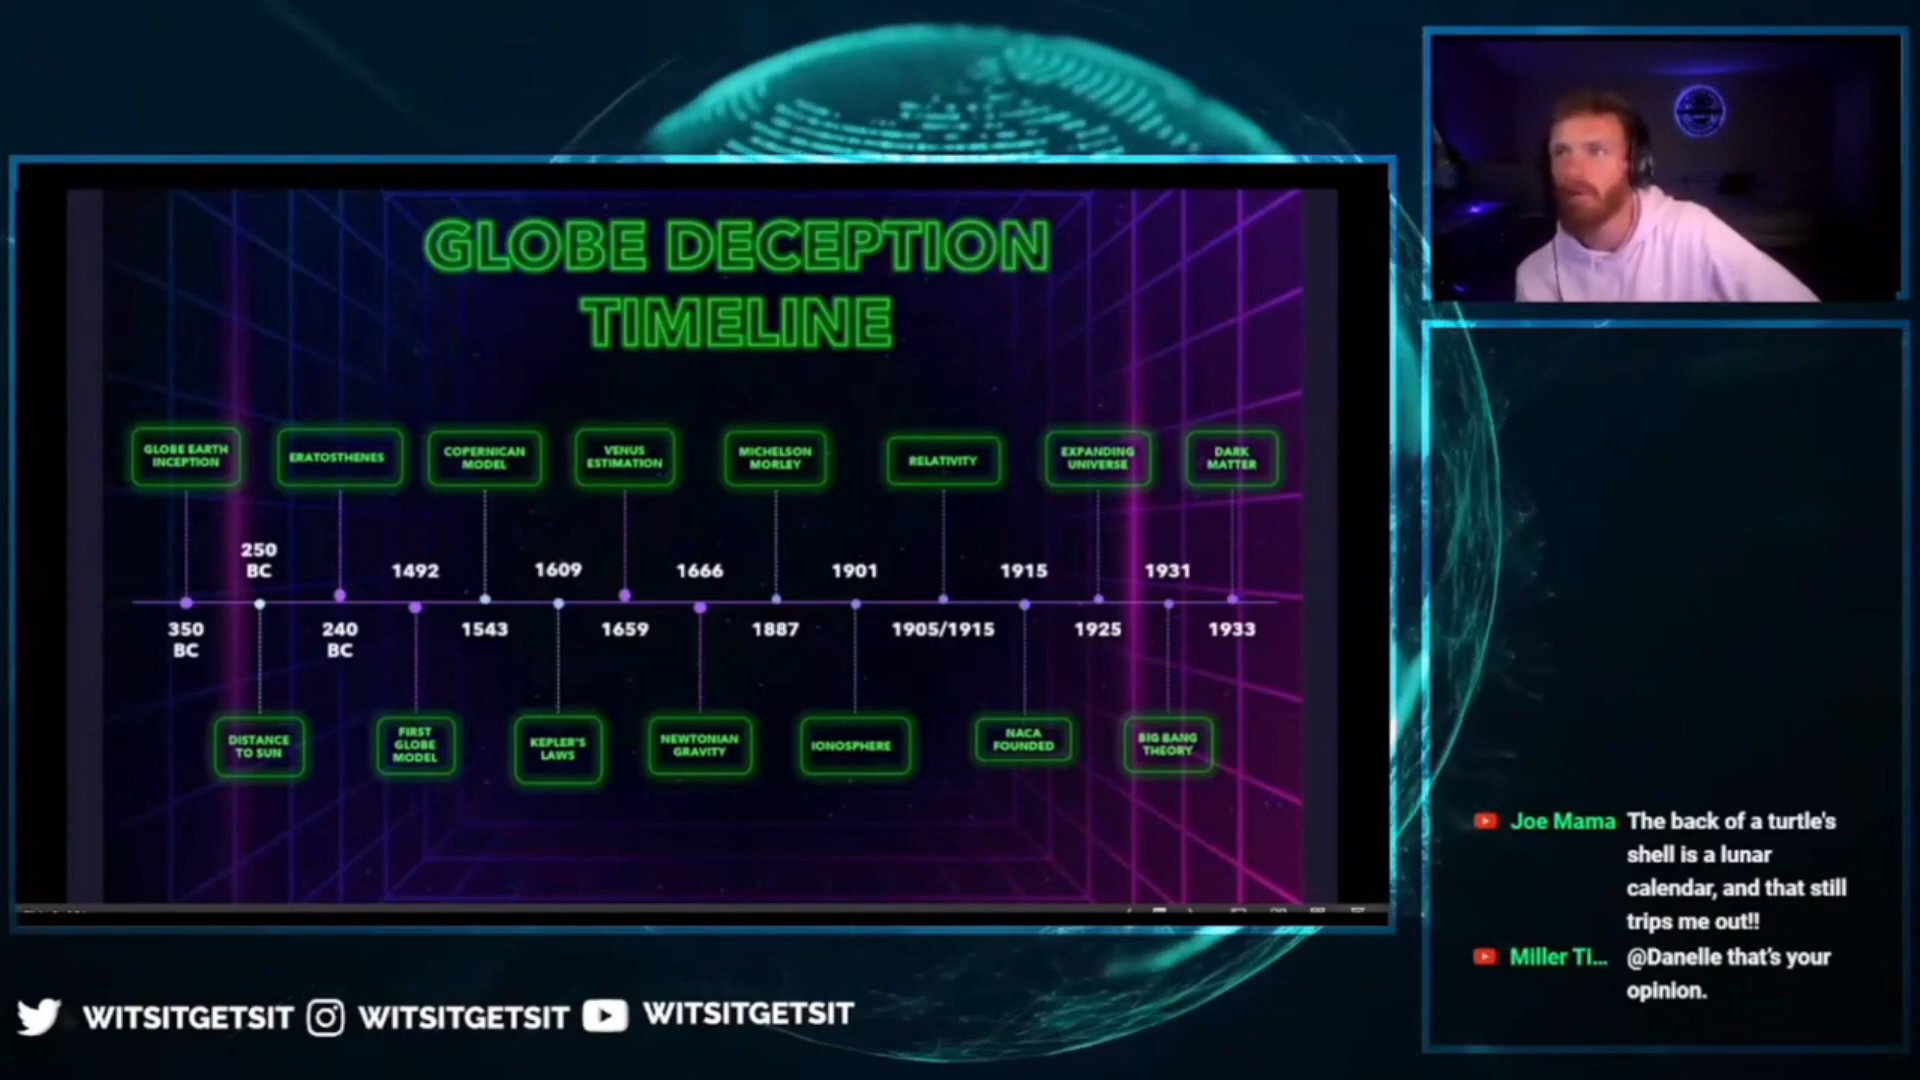 GLOBE DECEPTION
TIMELINE
GLOBE EARTH
INCEPTION
ERATOSTHENES
COPERNICAN
MODEL
VENUS
ESTIMATION
MICHELSON
MORLEY
RELATIVITY
EXPANDING
UNIVERSE
DARK
MATTER
250
BC
1492
1609
1666
1901
1915
1931
350
BC
240
BC
1543
1659
1887
1905/1915
1925
1933
DISTANCE
TO SUN
FIRST
GLOBE
MODEL
KEPLER'S
LAWS
NEWTONIAN
GRAVITY
IONOSPHERE
NACA
FOUNDED
BIG BANG
THEORY
Joe Mama The back of a turtle's
shell is a lunar
calendar, and that still
trips me out!!
Miller Ti... @Danelle that's your
opinion.
WITSITGETSIT WITSITGETSIT WITSITGETSIT